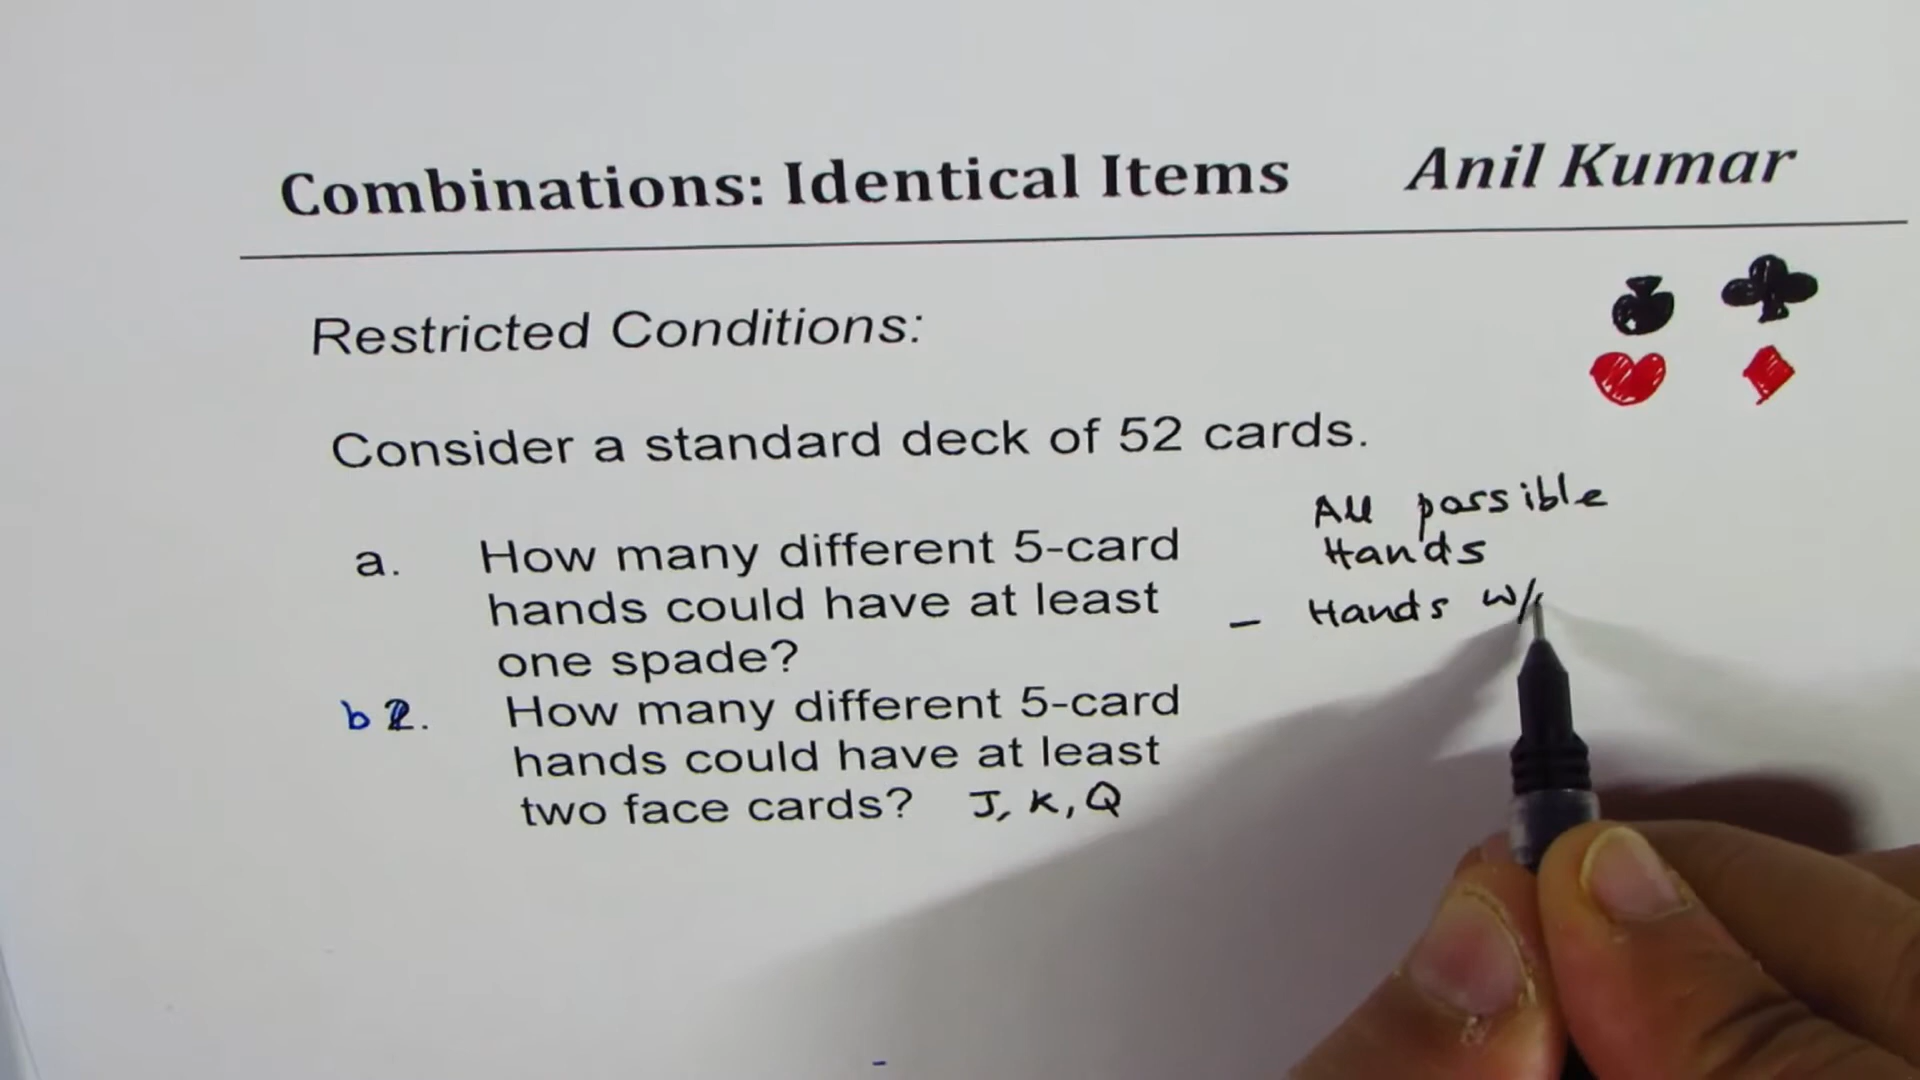 Combinations: Identical Items Anil Kumar
Restricted Conditions:
Consider a standard deck of 52 cards.
a. How many different 5-card
hands could have at least
one spade?
b 2. How many different 5-card
hands could have at least
two face cards? J, K, Q
All possible
Hands
- Hands w/